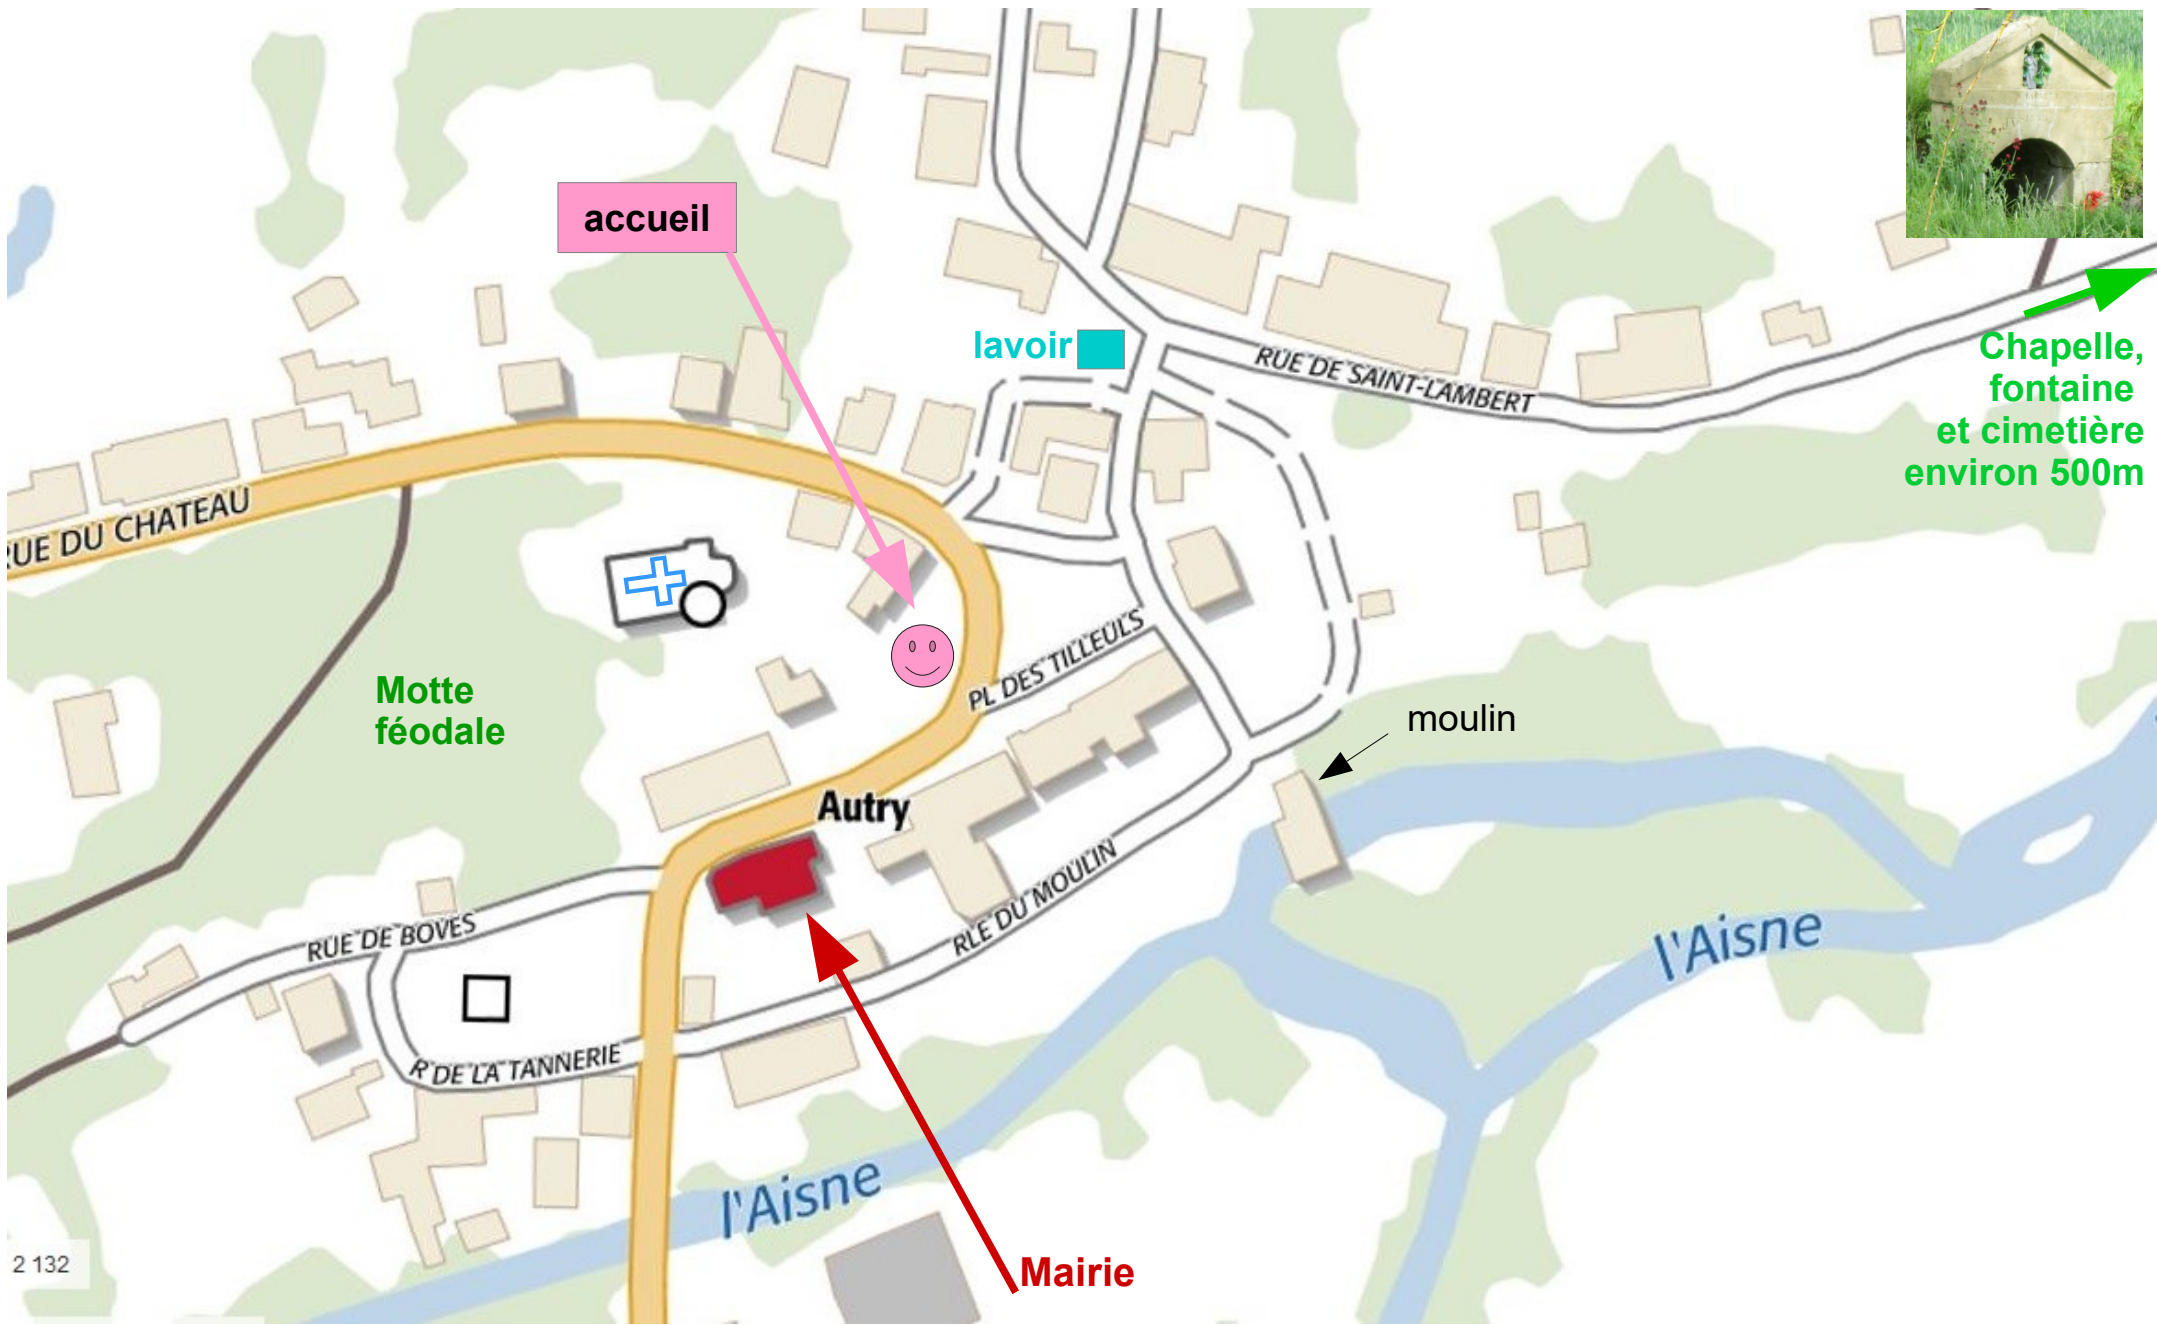 accueil
lavoir
RUE DE SAINT-LAMBERT
Chapelle,
fontaine
et cimetière
environ 500m
RUE DU CHATEAU
PL DES TILLEULS
Motte
féodale
moulin
Autry
RLE DU MOULIN
RUE DE BOVES
l'Aisne
R DE LA TANNERIE
l'Aisne
2 132
Mairie